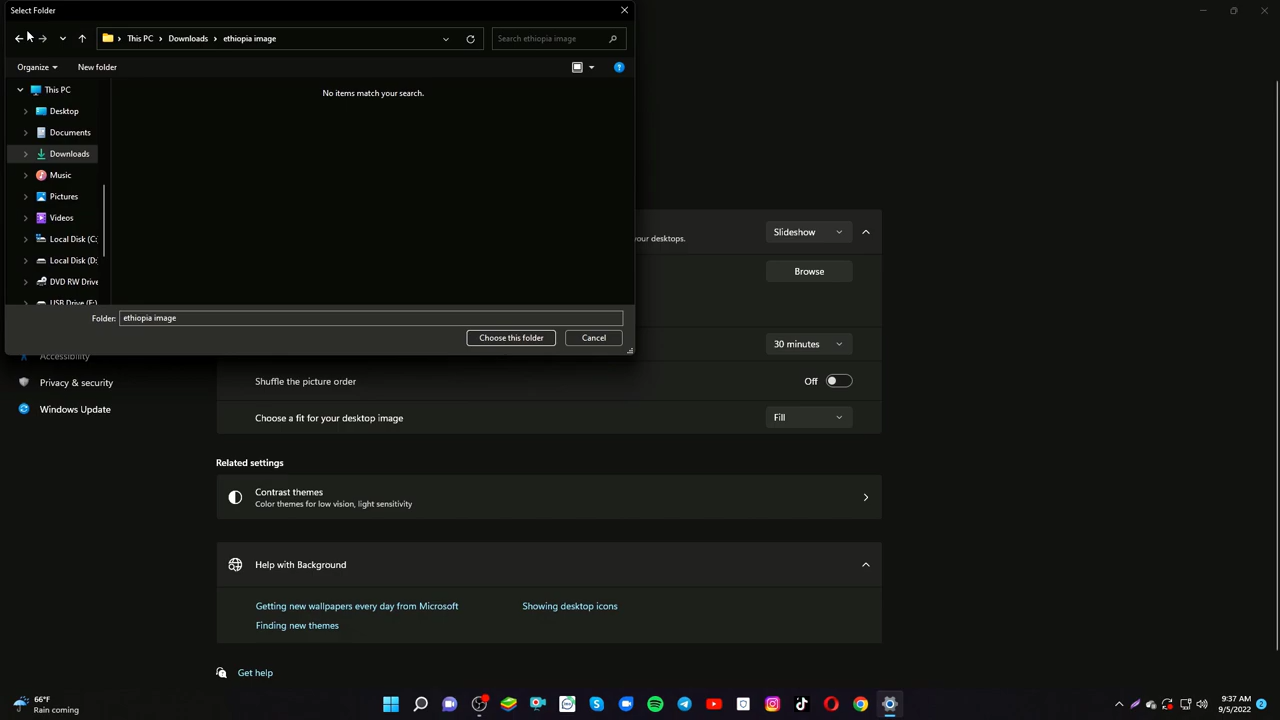 Select Folder
This PC
Downloads
ethiopia image
Search ethiopia image
Organize
New folder
This PC
No items match your search.
Desktop
Documents
Downloads
Music
Pictures
Videos
Local Disk (C:
Local Disk (D:
DVD RW Drive
USB Drive (F:)
Folder:
ethiopia image
Choose this folder
Cancel
your desktops.
Slideshow
Browse
30 minutes
Accessibility
Privacy & security
Windows Update
Shuffle the picture order
Off
Choose a fit for your desktop image
Fill
Related settings
Contrast themes
Color themes for low vision, light sensitivity
Help with Background
Getting new wallpapers every day from Microsoft
Showing desktop icons
Finding new themes
Get help
66°F
Rain coming
9:37 AM
9/5/2022
2